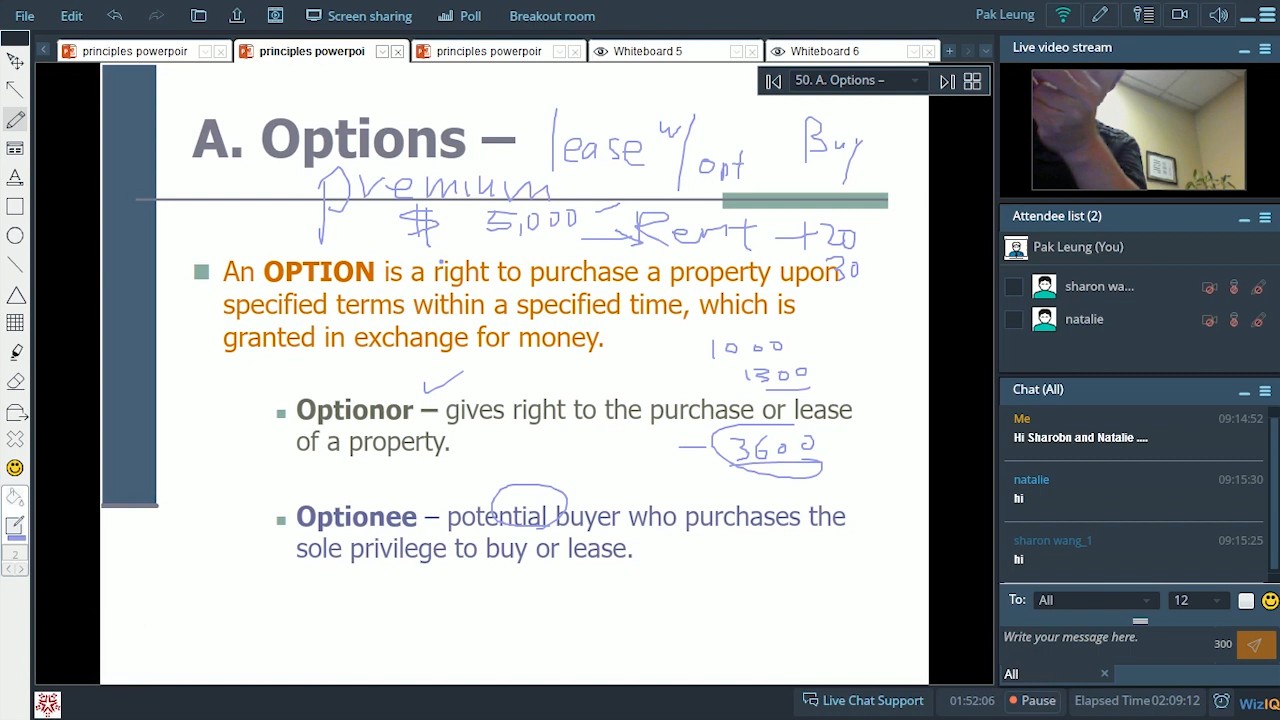 File Edit Screen sharing Poll Breakout room Pak Leung
principles powerpoir principles powerpoi principles powerpoir Whiteboard 5 Whiteboard 6
Live video stream
50. A. Options –
A. Options – lease w/ opt Buy
premium
$ 5,000 Rent +20
30
An OPTION is a right to purchase a property upon
specified terms within a specified time, which is
granted in exchange for money.
1000
1300
Optionor – gives right to the purchase or lease
of a property.
- 3600
Optionee – potential buyer who purchases the
sole privilege to buy or lease.
2
Attendee list (2)
Pak Leung (You)
sharon wa...
natalie
Chat (All)
Me 09:14:52
Hi Sharobn and Natalie ....
natalie 09:15:30
hi
sharon wang_1 09:15:25
hi
To: All 12
Write your message here. 300
All
Live Chat Support 01:52:06 Pause Elapsed Time 02:09:12 WizIQ